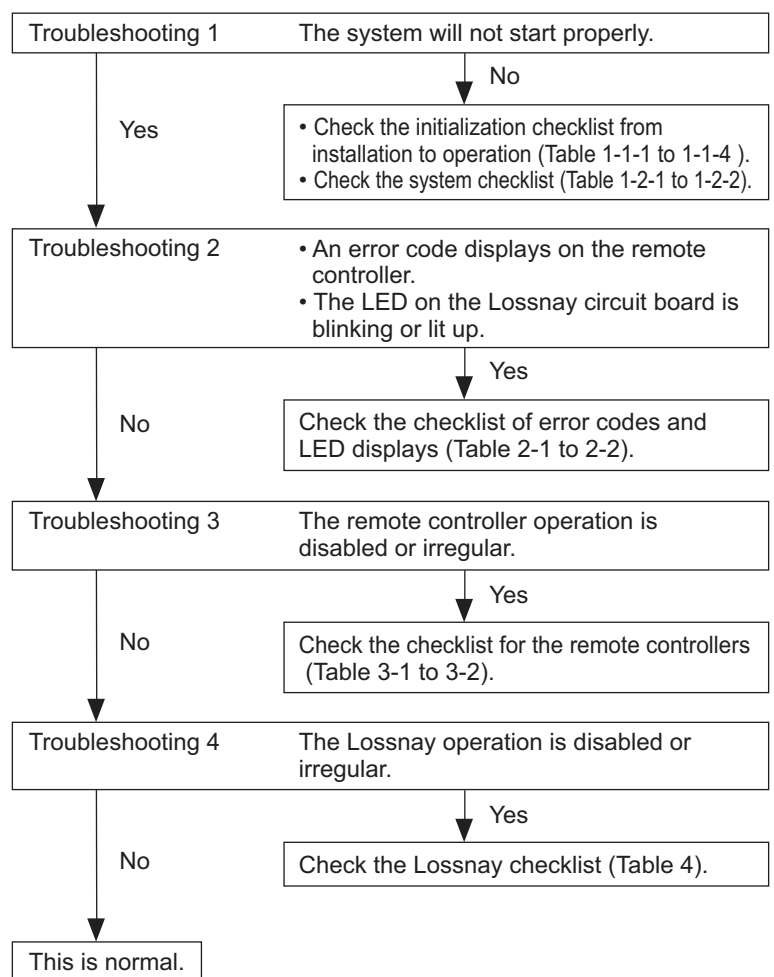 Troubleshooting 1 The system will not start properly.
No
Yes
• Check the initialization checklist from
installation to operation (Table 1-1-1 to 1-1-4 ).
• Check the system checklist (Table 1-2-1 to 1-2-2).
Troubleshooting 2 • An error code displays on the remote
controller.
• The LED on the Lossnay circuit board is
blinking or lit up.
Yes
No
Check the checklist of error codes and
LED displays (Table 2-1 to 2-2).
Troubleshooting 3 The remote controller operation is
disabled or irregular.
Yes
No
Check the checklist for the remote controllers
(Table 3-1 to 3-2).
Troubleshooting 4 The Lossnay operation is disabled or
irregular.
Yes
No
Check the Lossnay checklist (Table 4).
This is normal.